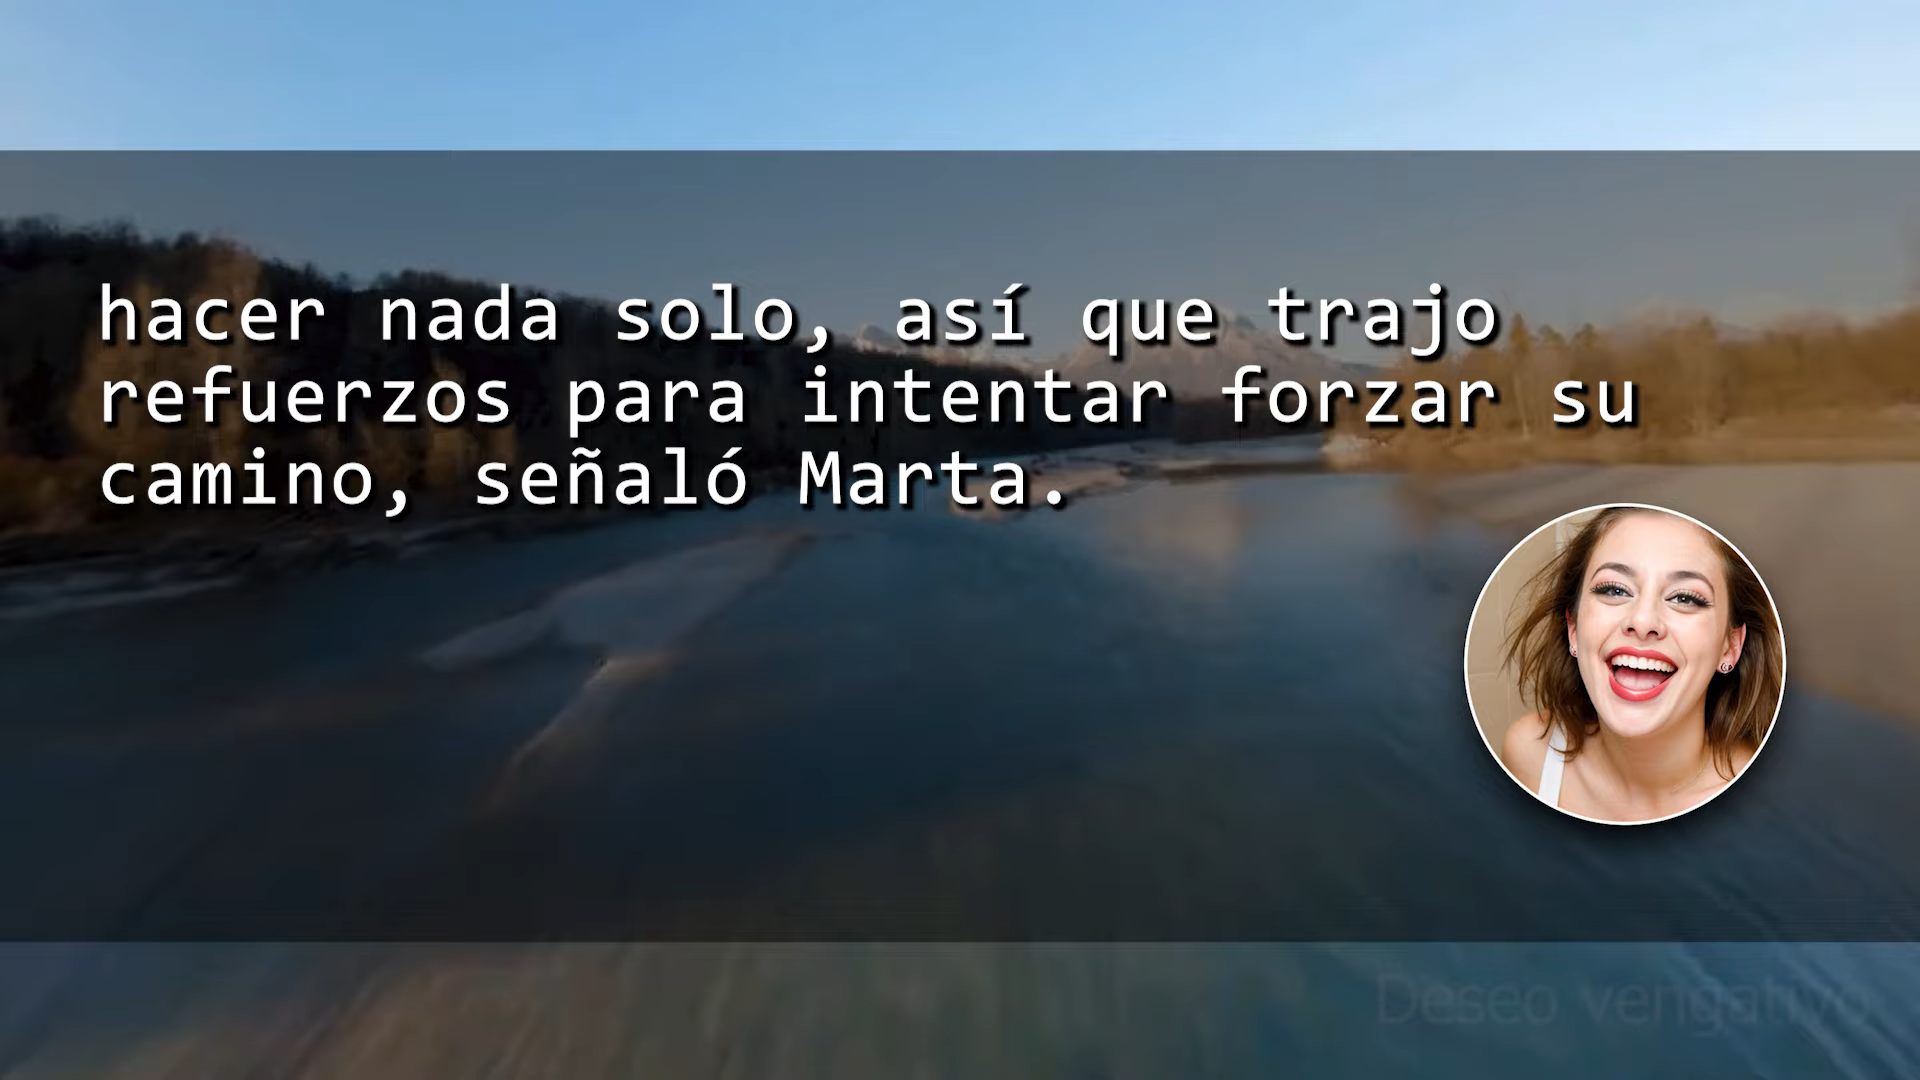 hacer nada solo, así que trajo
refuerzos para intentar forzar su
camino, señaló Marta.
Deseo vengativo